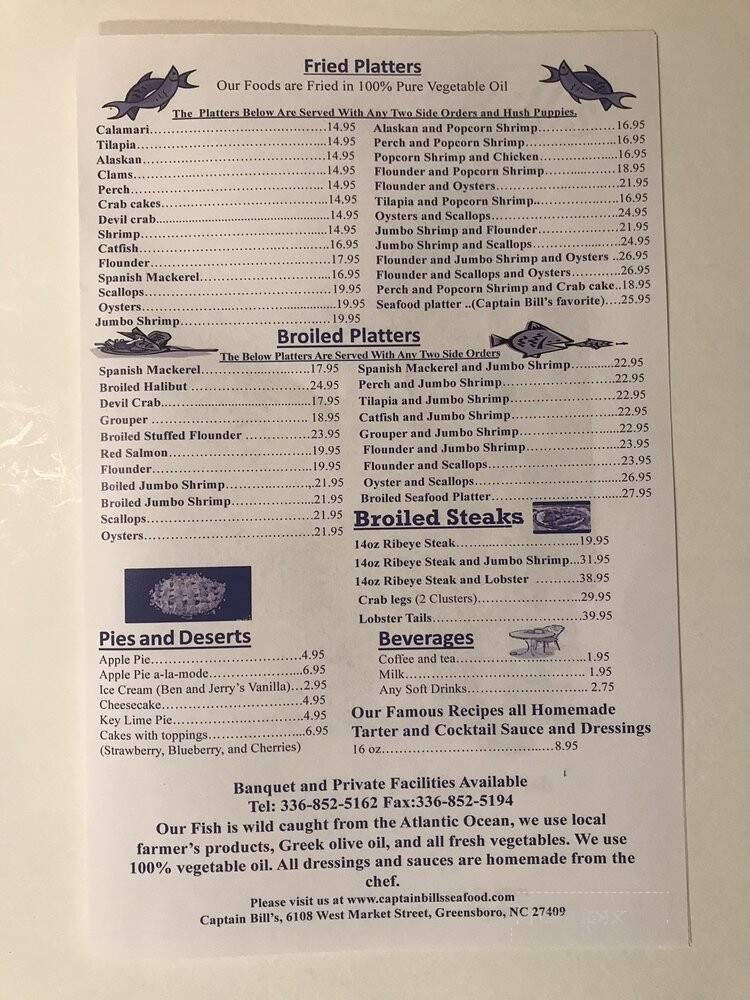 Fried Platters
Our Foods are Fried in 100% Pure Vegetable Oil
The Platters Below Are Served With Any Two Side Orders and Hush Puppies.
Calamari……………………………14.95
Tilapia………………………………14.95
Alaskan……………………………14.95
Clams………………………………14.95
Perch……………………………… 14.95
Crab cakes…………………………14.95
Devil crab..........................................14.95
Shrimp………………………………14.95
Catfish………………………………16.95
Flounder……………………………17.95
Spanish Mackerel……………………16.95
Scallops………………………………19.95
Oysters………………......................19.95
Jumbo Shrimp………………………19.95
Alaskan and Popcorn Shrimp………………16.95
Perch and Popcorn Shrimp…………………16.95
Popcorn Shrimp and Chicken………………16.95
Flounder and Popcorn Shrimp………………18.95
Flounder and Oysters………………………21.95
Tilapia and Popcorn Shrimp..………………16.95
Oysters and Scallops…………………………24.95
Jumbo Shrimp and Flounder………………21.95
Jumbo Shrimp and Scallops…………………24.95
Flounder and Jumbo Shrimp and Oysters ..26.95
Flounder and Scallops and Oysters…………26.95
Perch and Popcorn Shrimp and Crab cake..18.95
Seafood platter ..(Captain Bill's favorite)....25.95
Broiled Platters
The Below Platters Are Served With Any Two Side Orders
Spanish Mackerel………………………17.95
Broiled Halibut …………………………24.95
Devil Crab..………………………………17.95
Grouper ………………………………… 18.95
Broiled Stuffed Flounder ………………23.95
Red Salmon………………………………19.95
Flounder……………………………………19.95
Boiled Jumbo Shrimp……………………21.95
Broiled Jumbo Shrimp……………………21.95
Scallops……………………………………21.95
Oysters……………………………………21.95
Spanish Mackerel and Jumbo Shrimp…………22.95
Perch and Jumbo Shrimp………………………22.95
Tilapia and Jumbo Shrimp………………………22.95
Catfish and Jumbo Shrimp………………………22.95
Grouper and Jumbo Shrimp……………………22.95
Flounder and Jumbo Shrimp……………………23.95
Flounder and Scallops……………………………23.95
Oyster and Scallops………………………………26.95
Broiled Seafood Platter……………………………27.95
Broiled Steaks
14oz Ribeye Steak………………………19.95
14oz Ribeye Steak and Jumbo Shrimp...31.95
14oz Ribeye Steak and Lobster ……….38.95
Crab legs (2 Clusters)……………………29.95
Lobster Tails………………………………39.95
Pies and Deserts
Apple Pie…………………………4.95
Apple Pie a-la-mode………………6.95
Ice Cream (Ben and Jerry's Vanilla)…2.95
Cheesecake…………………………4.95
Key Lime Pie………………………4.95
Cakes with toppings………………6.95
(Strawberry, Blueberry, and Cherries)
Beverages
Coffee and tea……………………1.95
Milk……………………………… 1.95
Any Soft Drinks………………… 2.75
Our Famous Recipes all Homemade
Tarter and Cocktail Sauce and Dressings
16 oz……………………………8.95
Banquet and Private Facilities Available
Tel: 336-852-5162 Fax:336-852-5194
Our Fish is wild caught from the Atlantic Ocean, we use local
farmer's products, Greek olive oil, and all fresh vegetables. We use
100% vegetable oil. All dressings and sauces are homemade from the
chef.
Please visit us at www.captainbillsseafood.com
Captain Bill's, 6108 West Market Street, Greensboro, NC 27409